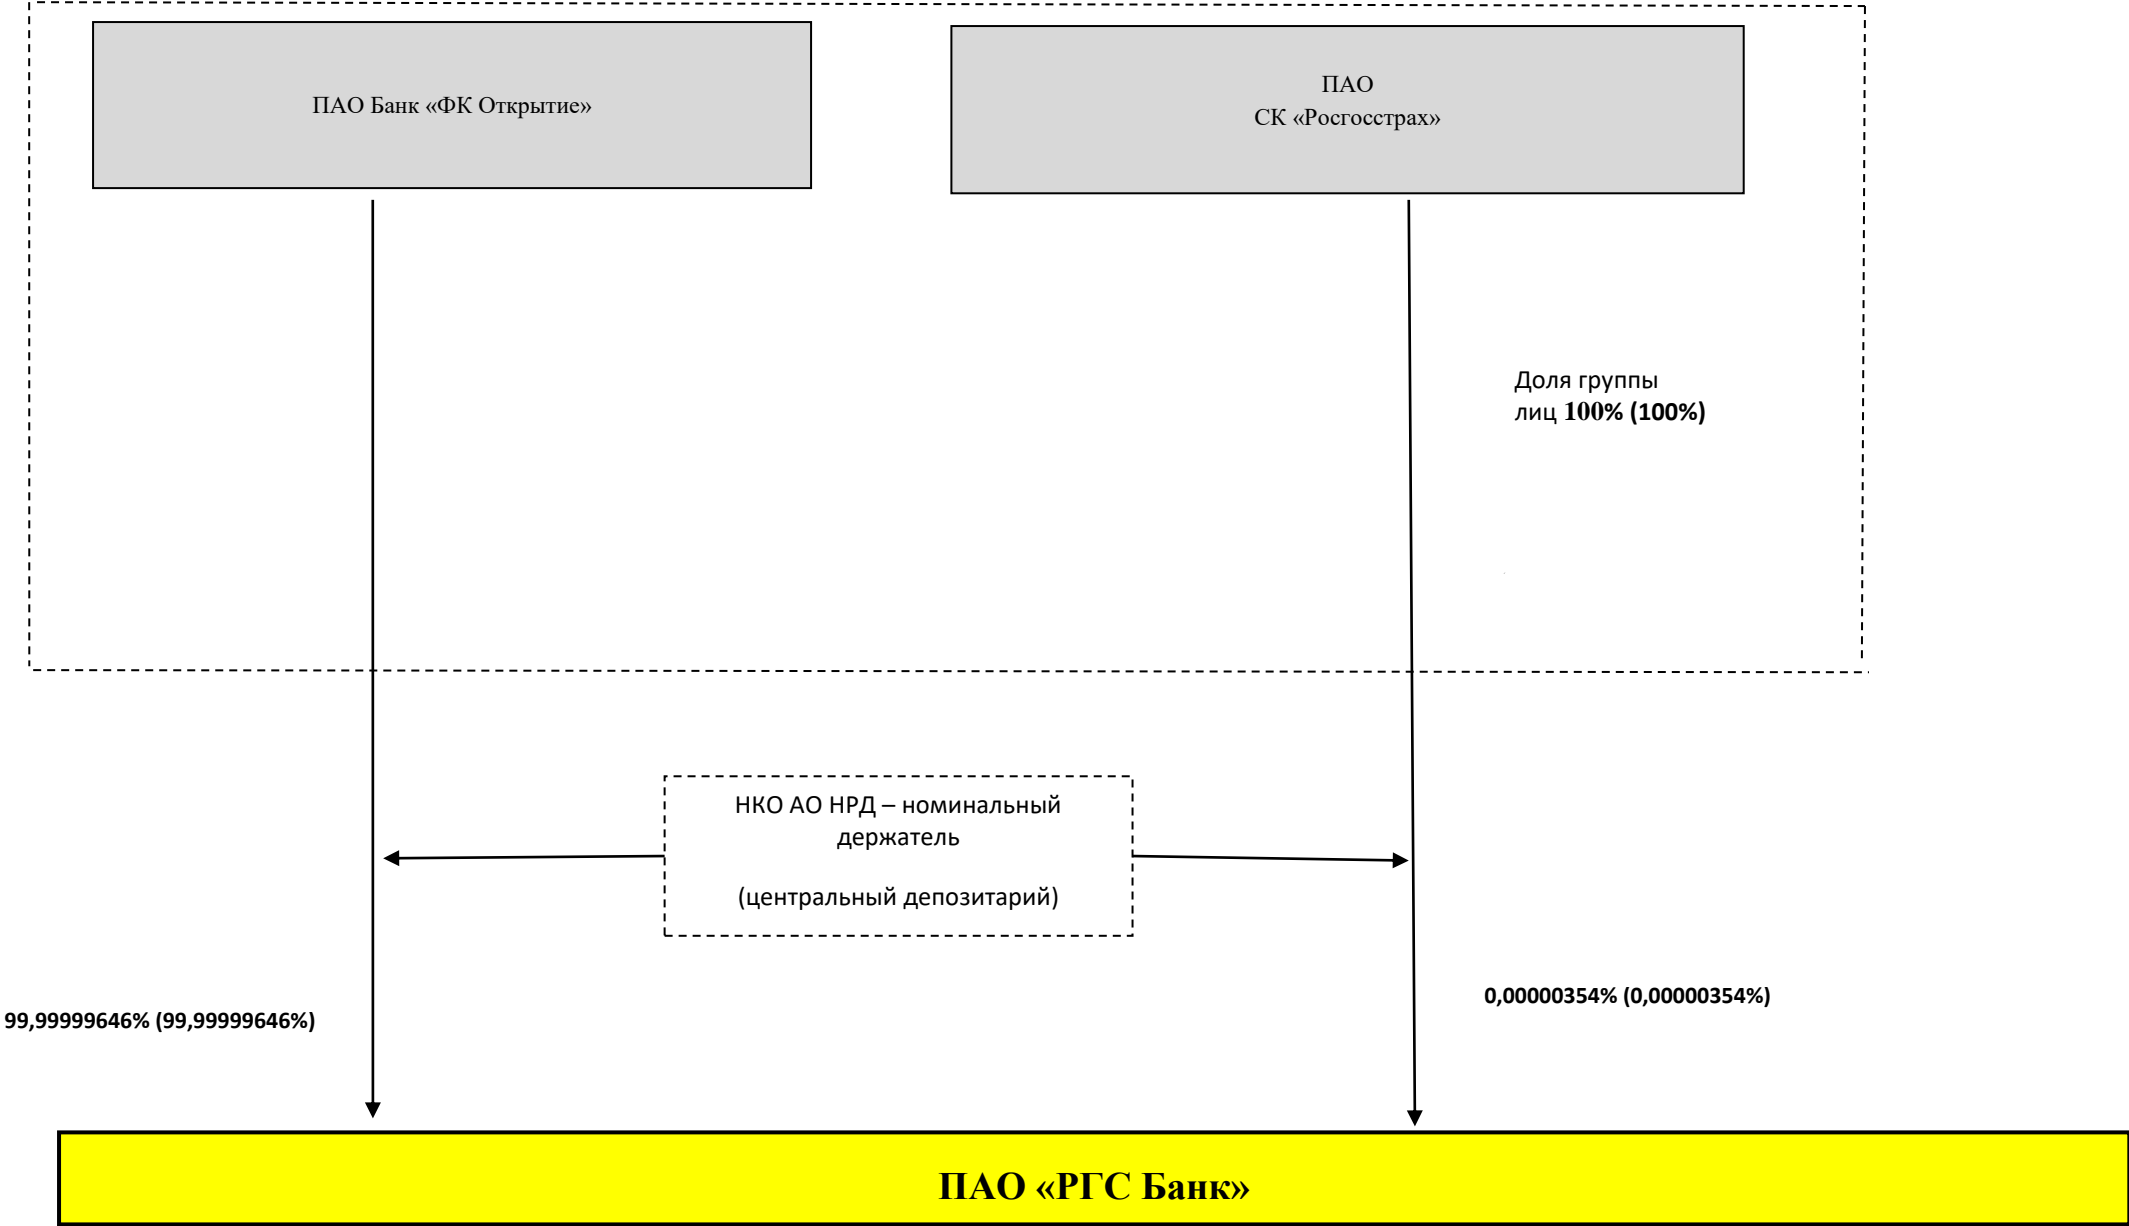 ПАО Банк «ФК Открытие»
ПАО
СК «Росгосстрах»
Доля группы
лиц 100% (100%)
НКО АО НРД – номинальный
держатель
(центральный депозитарий)
0,00000354% (0,00000354%)
99,99999646% (99,99999646%)
ПАО «РГС Банк»